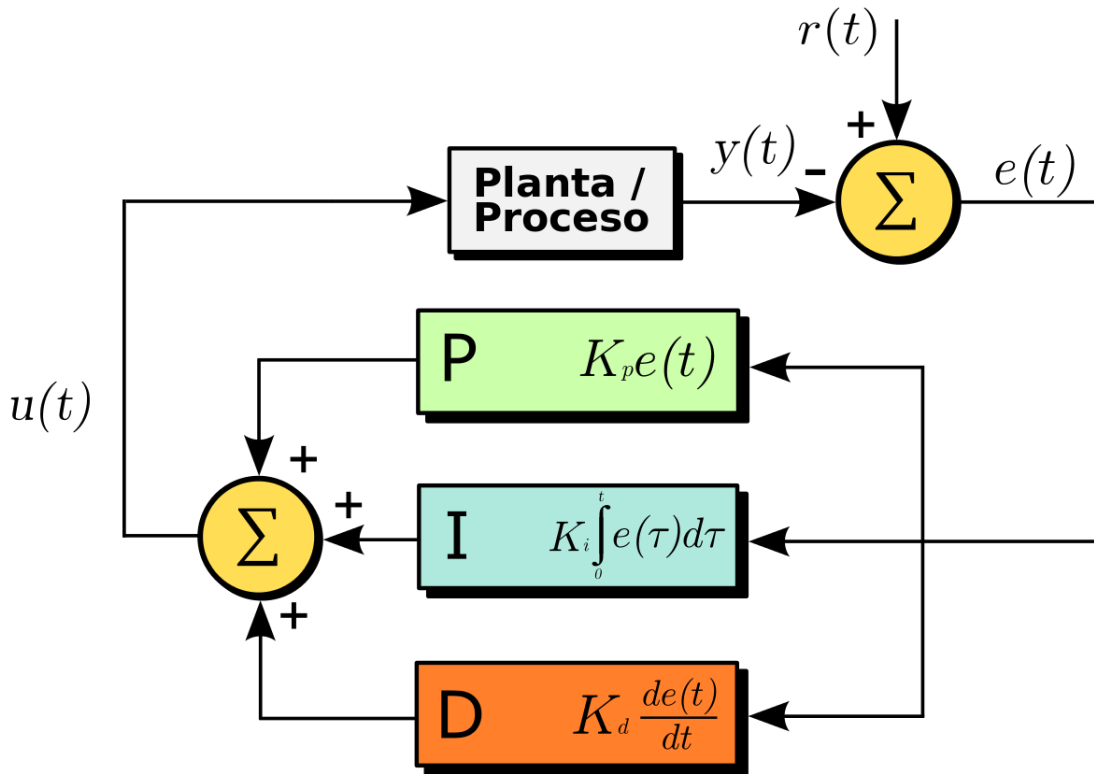 r(t)
+
Planta /
Proceso
y(t)
-
Σ
e(t)
P K_p e(t)
u(t)
+
+
Σ
I K_i ∫_0^t e(τ)dτ
+
D K_d de(t)/dt